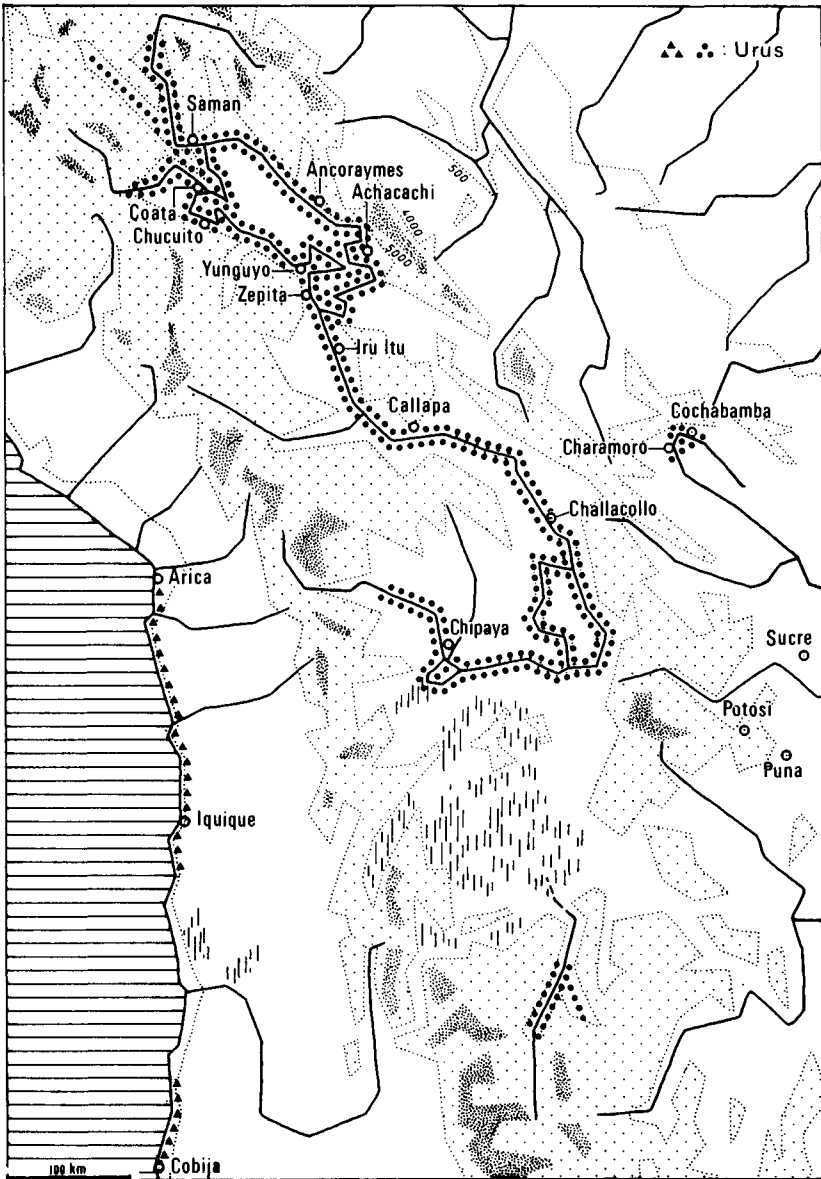 : Urus
Saman
Ancoraymes
Achacachi
500
4000
5000
Coata
Chucuito
Yunguyo
Zepita
Iru Itu
Callapa
Cochabamba
Charamoro
Challacollo
Arica
Chipaya
Sucre
Potosi
Puna
Iquique
100 km
Cobija